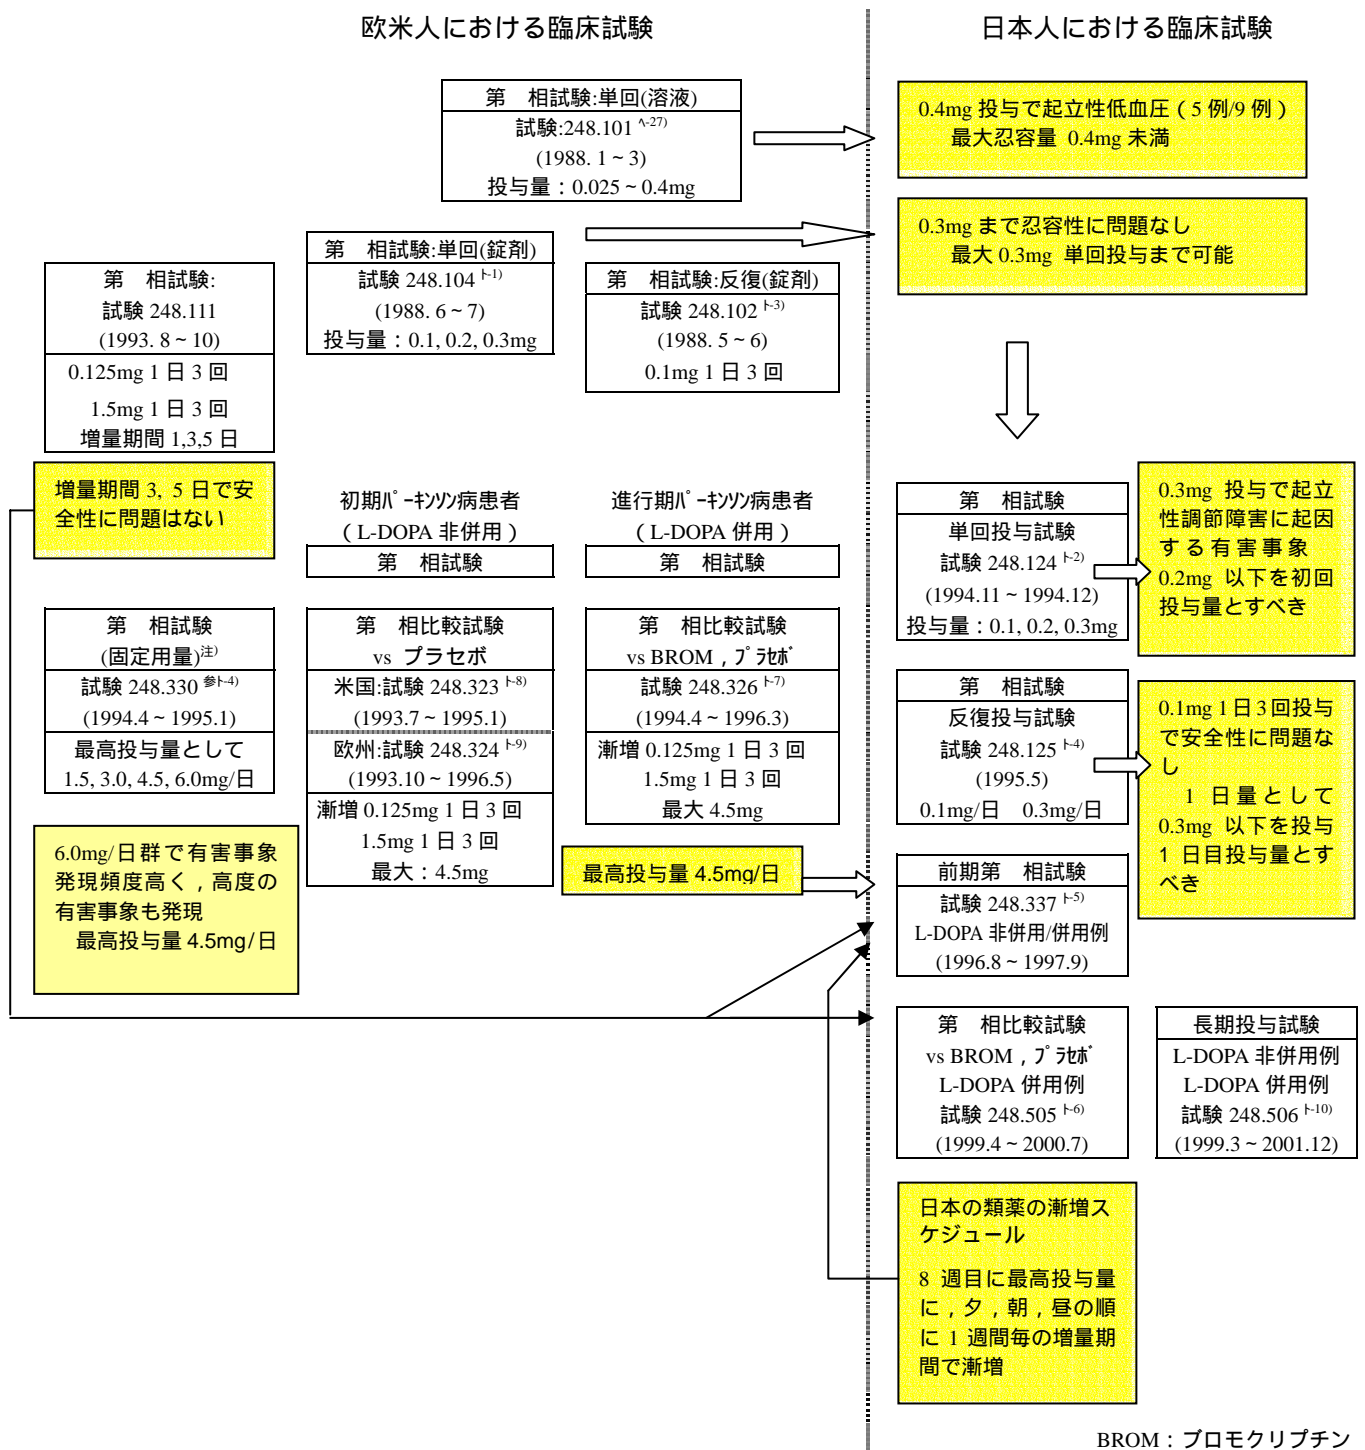 欧米人における臨床試験
日本人における臨床試験
第　相試験:単回(溶液)
試験:248.101 ヘ-27)
(1988. 1 ~ 3)
投与量：0.025 ~ 0.4mg
0.4mg 投与で起立性低血圧（5 例/9 例）
最大忍容量 0.4mg 未満
0.3mg まで忍容性に問題なし
最大 0.3mg 単回投与まで可能
第　相試験:単回(錠剤)
試験 248.104 ト-1)
(1988. 6 ~ 7)
投与量：0.1, 0.2, 0.3mg
第　相試験:反復(錠剤)
試験 248.102 ト-3)
(1988. 5 ~ 6)
0.1mg 1 日 3 回
第　相試験:
試験 248.111
(1993. 8 ~ 10)
0.125mg 1 日 3 回
1.5mg 1 日 3 回
増量期間 1,3,5 日
増量期間 3, 5 日で安
全性に問題はない
初期ﾊﾟｰｷﾝｿﾝ病患者
（L-DOPA 非併用）
第　相試験
進行期ﾊﾟｰｷﾝｿﾝ病患者
（L-DOPA 併用）
第　相試験
第　相試験
単回投与試験
試験 248.124 ト-2)
(1994.11 ~ 1994.12)
投与量：0.1, 0.2, 0.3mg
0.3mg 投与で起立
性調節障害に起因
する有害事象
0.2mg 以下を初回
投与量とすべき
第　相試験
(固定用量)注)
試験 248.330 参ト-4)
(1994.4 ~ 1995.1)
最高投与量として
1.5, 3.0, 4.5, 6.0mg/日
第　相比較試験
vs プラセボ
米国:試験 248.323 ト-8)
(1993.7 ~ 1995.1)
欧州:試験 248.324 ト-9)
(1993.10 ~ 1996.5)
漸増 0.125mg 1 日 3 回
1.5mg 1 日 3 回
最大：4.5mg
第　相比較試験
vs BROM , ﾌﾟﾗｾﾎﾞ
試験 248.326 ト-7)
(1994.4 ~ 1996.3)
漸増 0.125mg 1 日 3 回
1.5mg 1 日 3 回
最大 4.5mg
第　相試験
反復投与試験
試験 248.125 ト-4)
(1995.5)
0.1mg/日　0.3mg/日
0.1mg 1日3回投与
で安全性に問題な
し
1 日量として
0.3mg 以下を投与
1 日目投与量とす
べき
6.0mg/日群で有害事象
発現頻度高く , 高度の
有害事象も発現
最高投与量 4.5mg/日
最高投与量 4.5mg/日
前期第　相試験
試験 248.337 ト-5)
L-DOPA 非併用/併用例
(1996.8 ~ 1997.9)
第　相比較試験
vs BROM , ﾌﾟﾗｾﾎﾞ
L-DOPA 併用例
試験 248.505 ト-6)
(1999.4 ~ 2000.7)
長期投与試験
L-DOPA 非併用例
L-DOPA 併用例
試験 248.506 ト-10)
(1999.3 ~ 2001.12)
日本の類薬の漸増ス
ケジュール
8 週目に最高投与量
に , 夕 , 朝 , 昼の順
に 1 週間毎の増量期
間で漸増
BROM：ブロモクリプチン